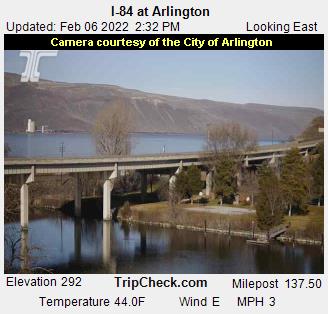 I-84 at Arlington
Updated: Feb 06 2022 2:32 PM Looking East
Camera courtesy of the City of Arlington
Elevation 292 TripCheck.com Milepost 137.50
Temperature 44.0F Wind E MPH 3